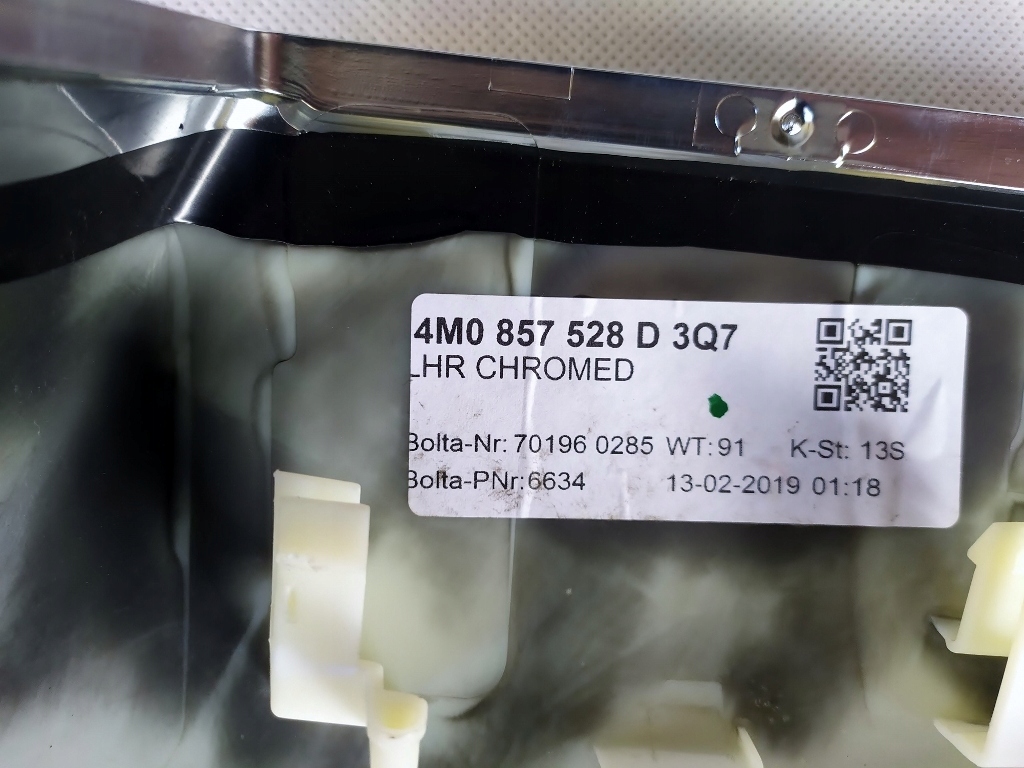 4M0 857 528 D 3Q7
LHR CHROMED
Bolta-Nr: 70196 0285 WT: 91 K-St: 13S
Bolta-PNr:6634 13-02-2019 01:18